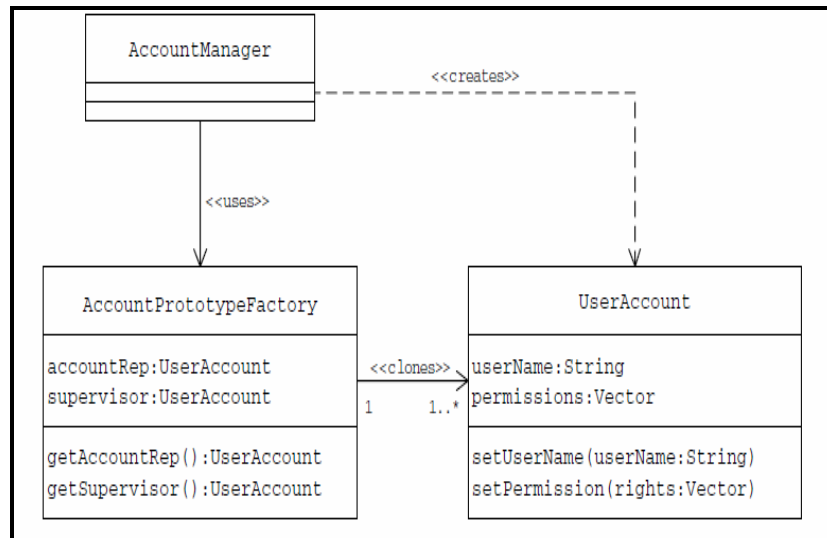 AccountManager
<<creates>>
<<uses>>
AccountPrototypeFactory
accountRep:UserAccount
supervisor:UserAccount
getAccountRep():UserAccount
getSupervisor():UserAccount
<<clones>>
1
1..*
UserAccount
userName:String
permissions:Vector
setUserName(userName:String)
setPermission(rights:Vector)